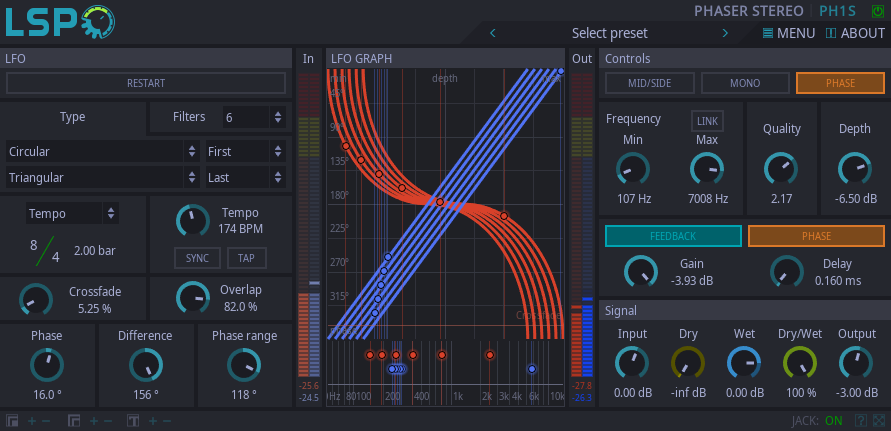 LSP
PHASER STEREO PH1S
Select preset
MENU ABOUT
LFO In LFO GRAPH Out Controls
RESTART
MID/SIDE MONO PHASE
Type Filters 6
Circular First
Triangular Last
Tempo
8/4 2.00 bar
Tempo
174 BPM
SYNC TAP
Crossfade
5.25 %
Overlap
82.0 %
Phase
16.0 °
Difference
156 °
Phase range
118 °
-25.6
-24.5
min depth
45°
90°
135°
180°
225°
270°
315°
Crossfade
80 100 200 400 1k 2k 3k 4k 6k 10k
-27.8
-26.3
Frequency LINK
Min Max
107 Hz 7008 Hz
Quality
2.17
Depth
-6.50 dB
FEEDBACK PHASE
Gain
-3.93 dB
Delay
0.160 ms
Signal
Input Dry Wet Dry/Wet Output
0.00 dB -inf dB 0.00 dB 100 % -3.00 dB
JACK: ON